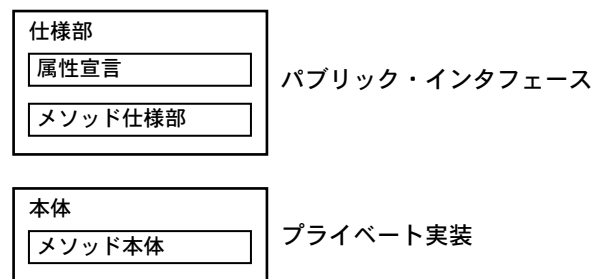 仕様部
属性宣言
パブリック・インタフェース
メソッド仕様部
本体
メソッド本体
プライベート実装